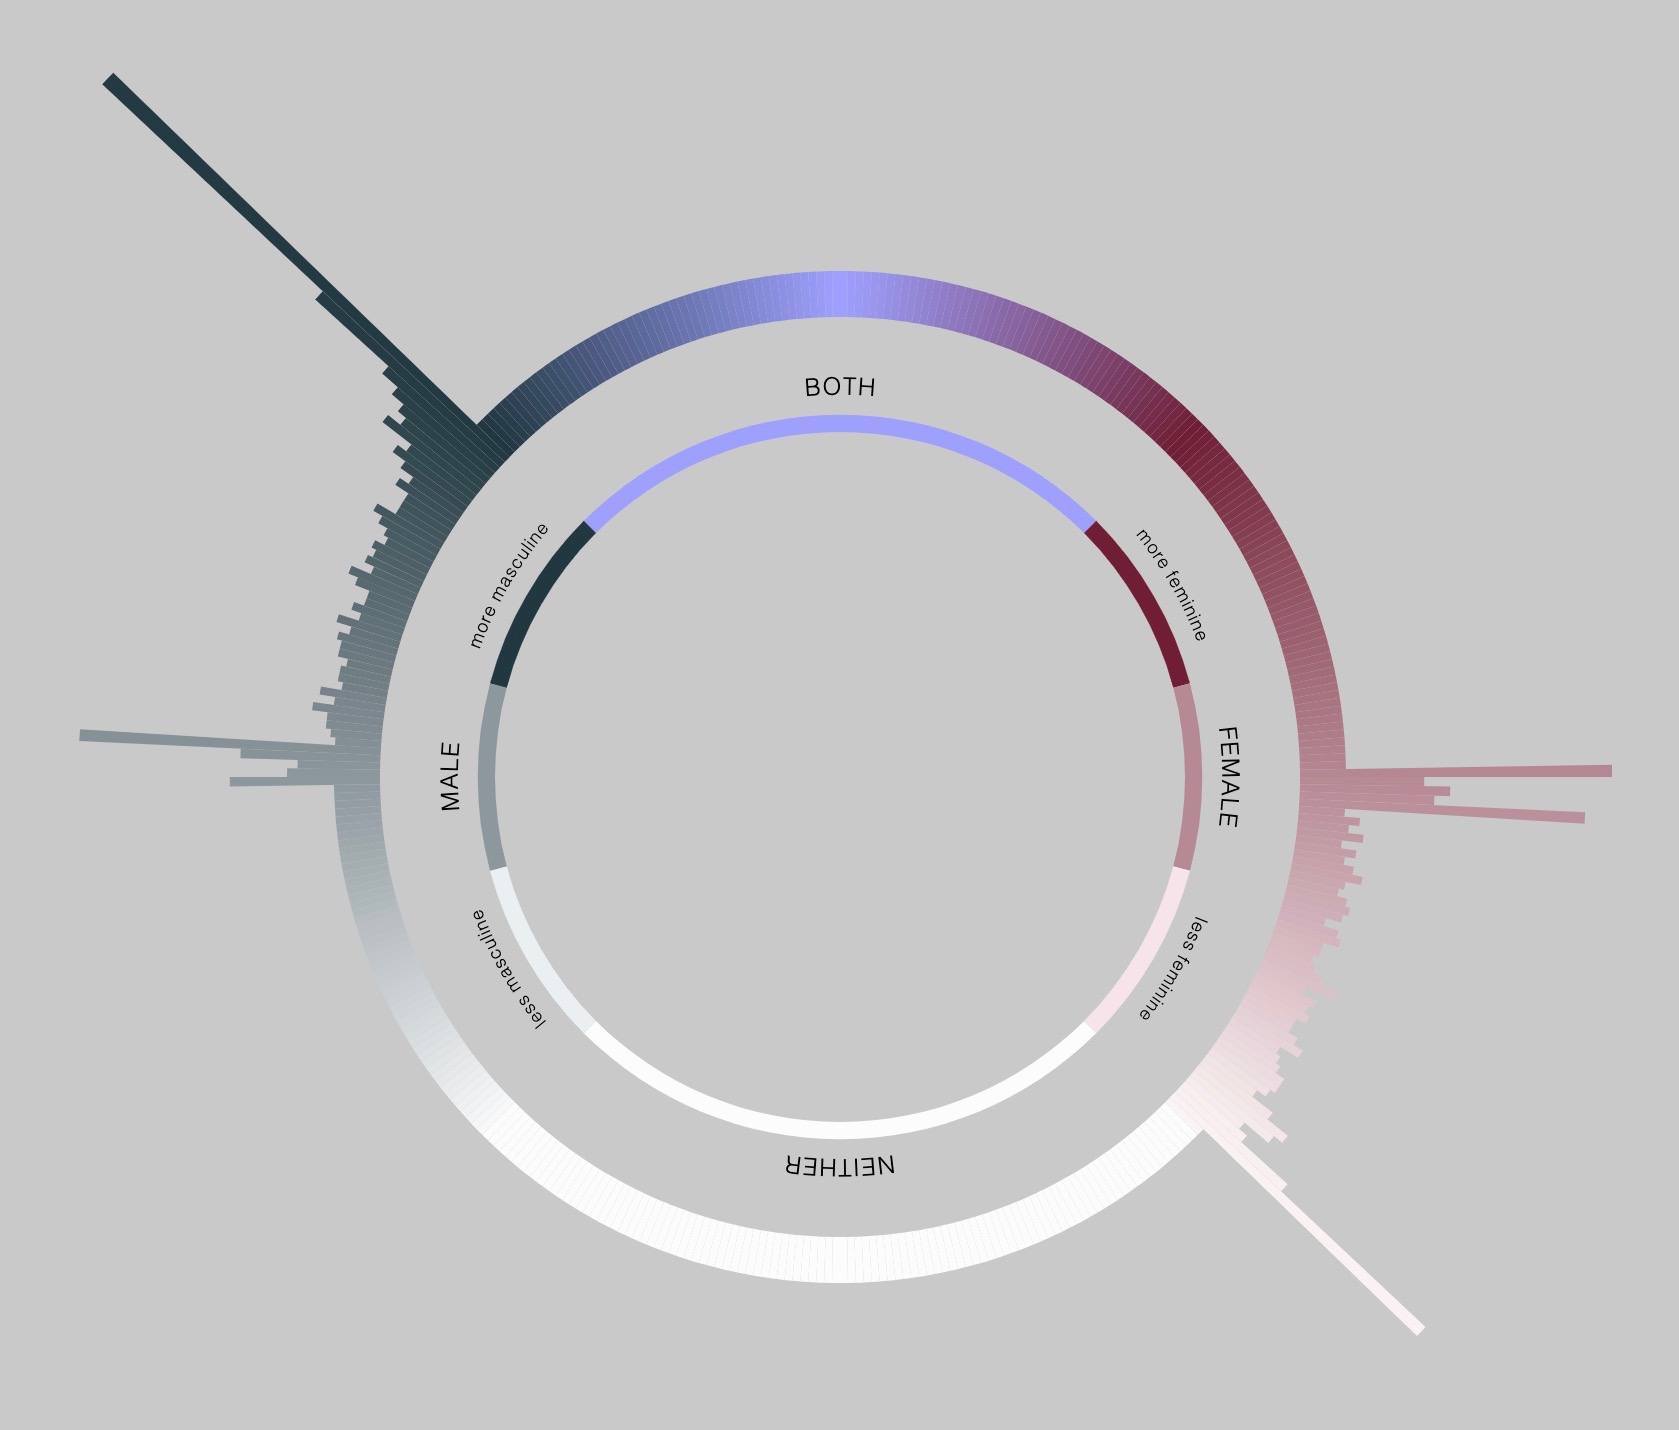 BOTH
more masculine
more feminine
MALE
FEMALE
less masculine
less feminine
NEITHER